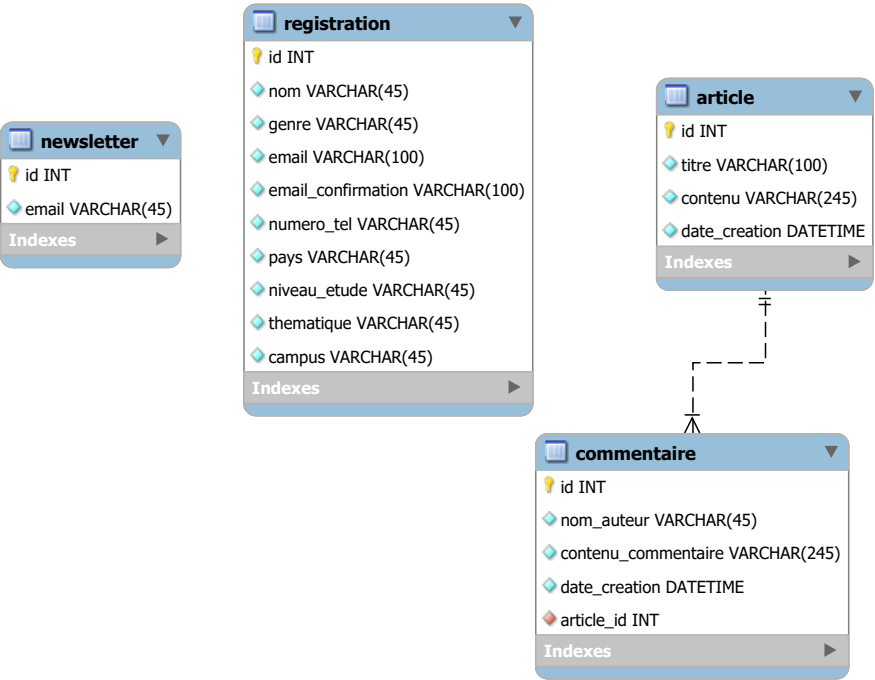 newsletter
id INT
email VARCHAR(45)
Indexes
registration
id INT
nom VARCHAR(45)
genre VARCHAR(45)
email VARCHAR(100)
email_confirmation VARCHAR(100)
numero_tel VARCHAR(45)
pays VARCHAR(45)
niveau_etude VARCHAR(45)
thematique VARCHAR(45)
campus VARCHAR(45)
Indexes
article
id INT
titre VARCHAR(100)
contenu VARCHAR(245)
date_creation DATETIME
Indexes
commentaire
id INT
nom_auteur VARCHAR(45)
contenu_commentaire VARCHAR(245)
date_creation DATETIME
article_id INT
Indexes